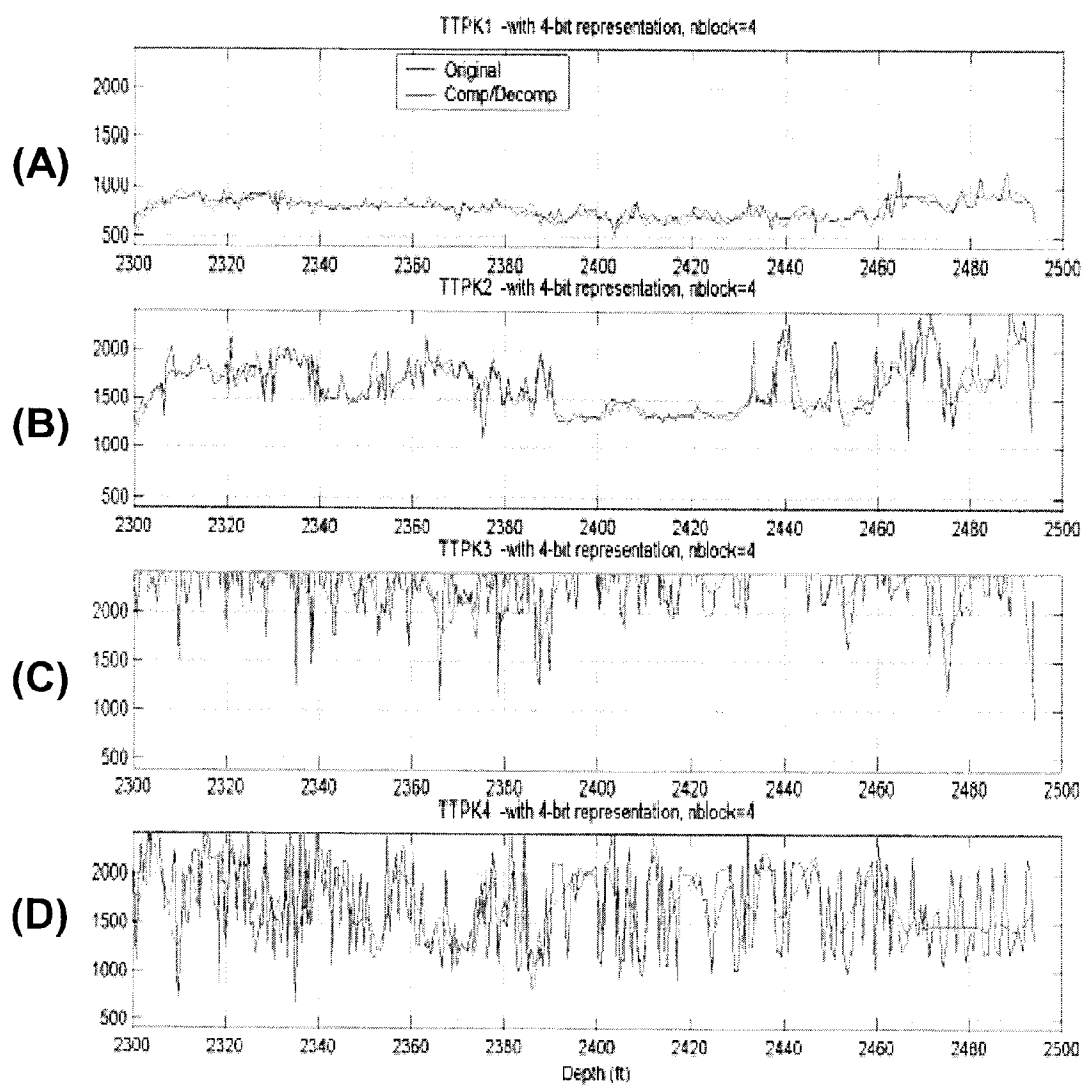 TTPK1 -with 4-bit representation, nblock=4
Original
Comp/Decomp
(A)
2000
1500
1000
500
2300 2320 2340 2360 2380 2400 2420 2440 2460 2480 2500
TTPK2 -with 4-bit representation, nblock=4
(B)
2000
1500
1000
500
2300 2320 2340 2360 2380 2400 2420 2440 2460 2480 2500
TTPK3 -with 4-bit representation, nblock=4
(C)
2000
1500
1000
500
2300 2320 2340 2360 2380 2400 2420 2440 2460 2480 2500
TTPK4 -with 4-bit representation, nblock=4
(D)
2000
1500
1000
500
2300 2320 2340 2360 2380 2400 2420 2440 2460 2480 2500
Depth (ft)